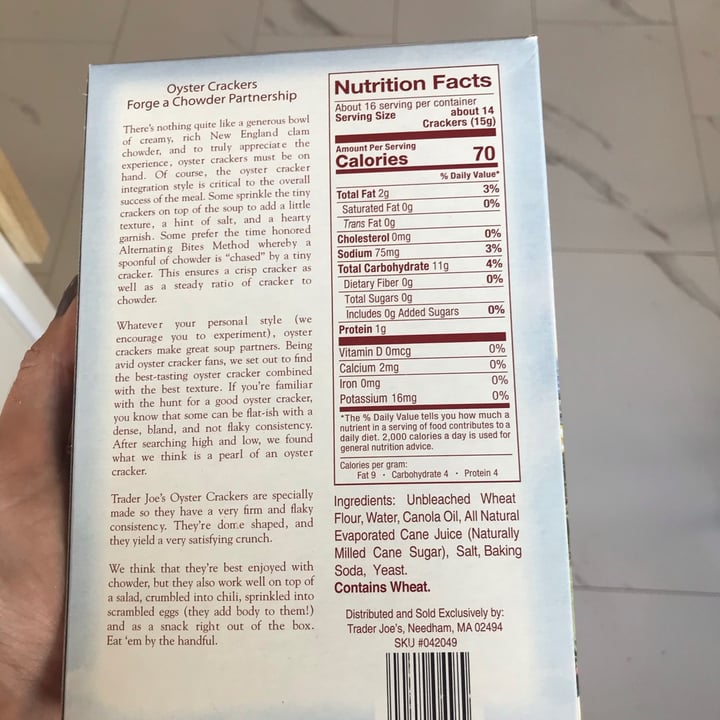 Oyster Crackers
Forge a Chowder Partnership
There's nothing quite like a generous bowl
of creamy, rich New England clam
chowder, and to truly appreciate the
experience, oyster crackers must be on
hand. Of course, the oyster cracker
integration style is critical to the overall
success of the meal. Some sprinkle the tiny
crackers on top of the soup to add a little
texture, a hint of salt, and a hearty
garnish. Some prefer the time honored
Alternating Bites Method whereby a
spoonful of chowder is "chased" by a tiny
cracker. This ensures a crisp cracker as
well as a steady ratio of cracker to
chowder.
Whatever your personal style (we
encourage you to experiment), oyster
crackers make great soup partners. Being
avid oyster cracker fans, we set out to find
the best-tasting oyster cracker combined
with the best texture. If you're familiar
with the hunt for a good oyster cracker,
you know that some can be flat-ish with a
dense, bland, and not flaky consistency.
After searching high and low, we found
what we think is a pearl of an oyster
cracker.
Trader Joe's Oyster Crackers are specially
made so they have a very firm and flaky
consistency. They're dome shaped, and
they yield a very satisfying crunch.
We think that they're best enjoyed with
chowder, but they also work well on top of
a salad, crumbled into chili, sprinkled into
scrambled eggs (they add body to them!)
and as a snack right out of the box.
Eat 'em by the handful.
Nutrition Facts
About 16 serving per container
Serving Size about 14
Crackers (15g)
Amount Per Serving
Calories 70
% Daily Value*
Total Fat 2g 3%
Saturated Fat 0g 0%
Trans Fat 0g
Cholesterol 0mg 0%
Sodium 75mg 3%
Total Carbohydrate 11g 4%
Dietary Fiber 0g 0%
Total Sugars 0g
Includes 0g Added Sugars 0%
Protein 1g
Vitamin D 0mcg 0%
Calcium 2mg 0%
Iron 0mg 0%
Potassium 16mg 0%
*The % Daily Value tells you how much a
nutrient in a serving of food contributes to a
daily diet. 2,000 calories a day is used for
general nutrition advice.
Calories per gram:
Fat 9 · Carbohydrate 4 · Protein 4
Ingredients: Unbleached Wheat
Flour, Water, Canola Oil, All Natural
Evaporated Cane Juice (Naturally
Milled Cane Sugar), Salt, Baking
Soda, Yeast.
Contains Wheat.
Distributed and Sold Exclusively by:
Trader Joe's, Needham, MA 02494
SKU #042049